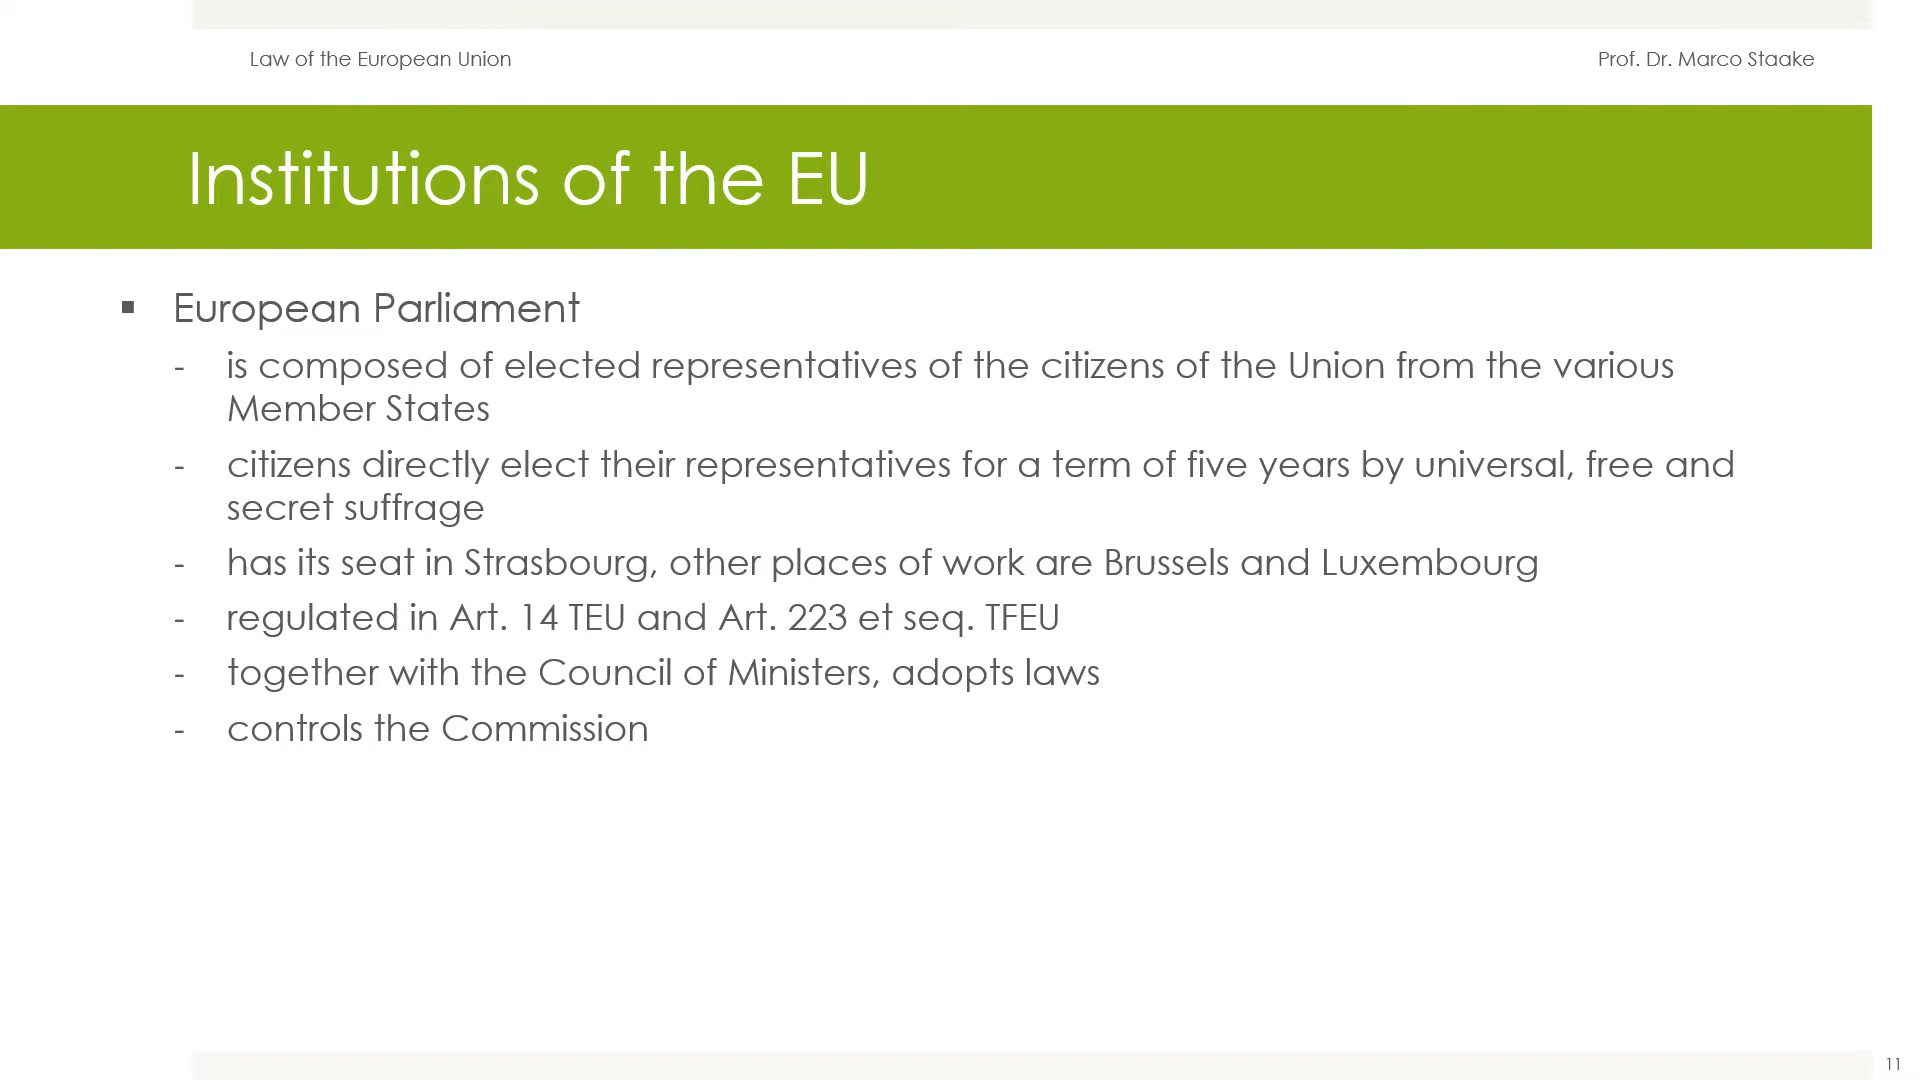 Law of the European Union
Prof. Dr. Marco Staake
Institutions of the EU
▪ European Parliament
- is composed of elected representatives of the citizens of the Union from the various
Member States
- citizens directly elect their representatives for a term of five years by universal, free and
secret suffrage
- has its seat in Strasbourg, other places of work are Brussels and Luxembourg
- regulated in Art. 14 TEU and Art. 223 et seq. TFEU
- together with the Council of Ministers, adopts laws
- controls the Commission
11